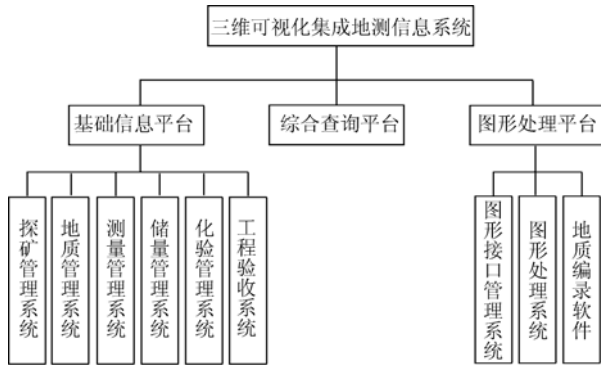 三维可视化集成地测信息系统
基础信息平台
综合查询平台
图形处理平台
探矿管理系统
地质管理系统
测量管理系统
储量管理系统
化验管理系统
工程验收系统
图形接口管理系统
图形处理系统
地质编录软件